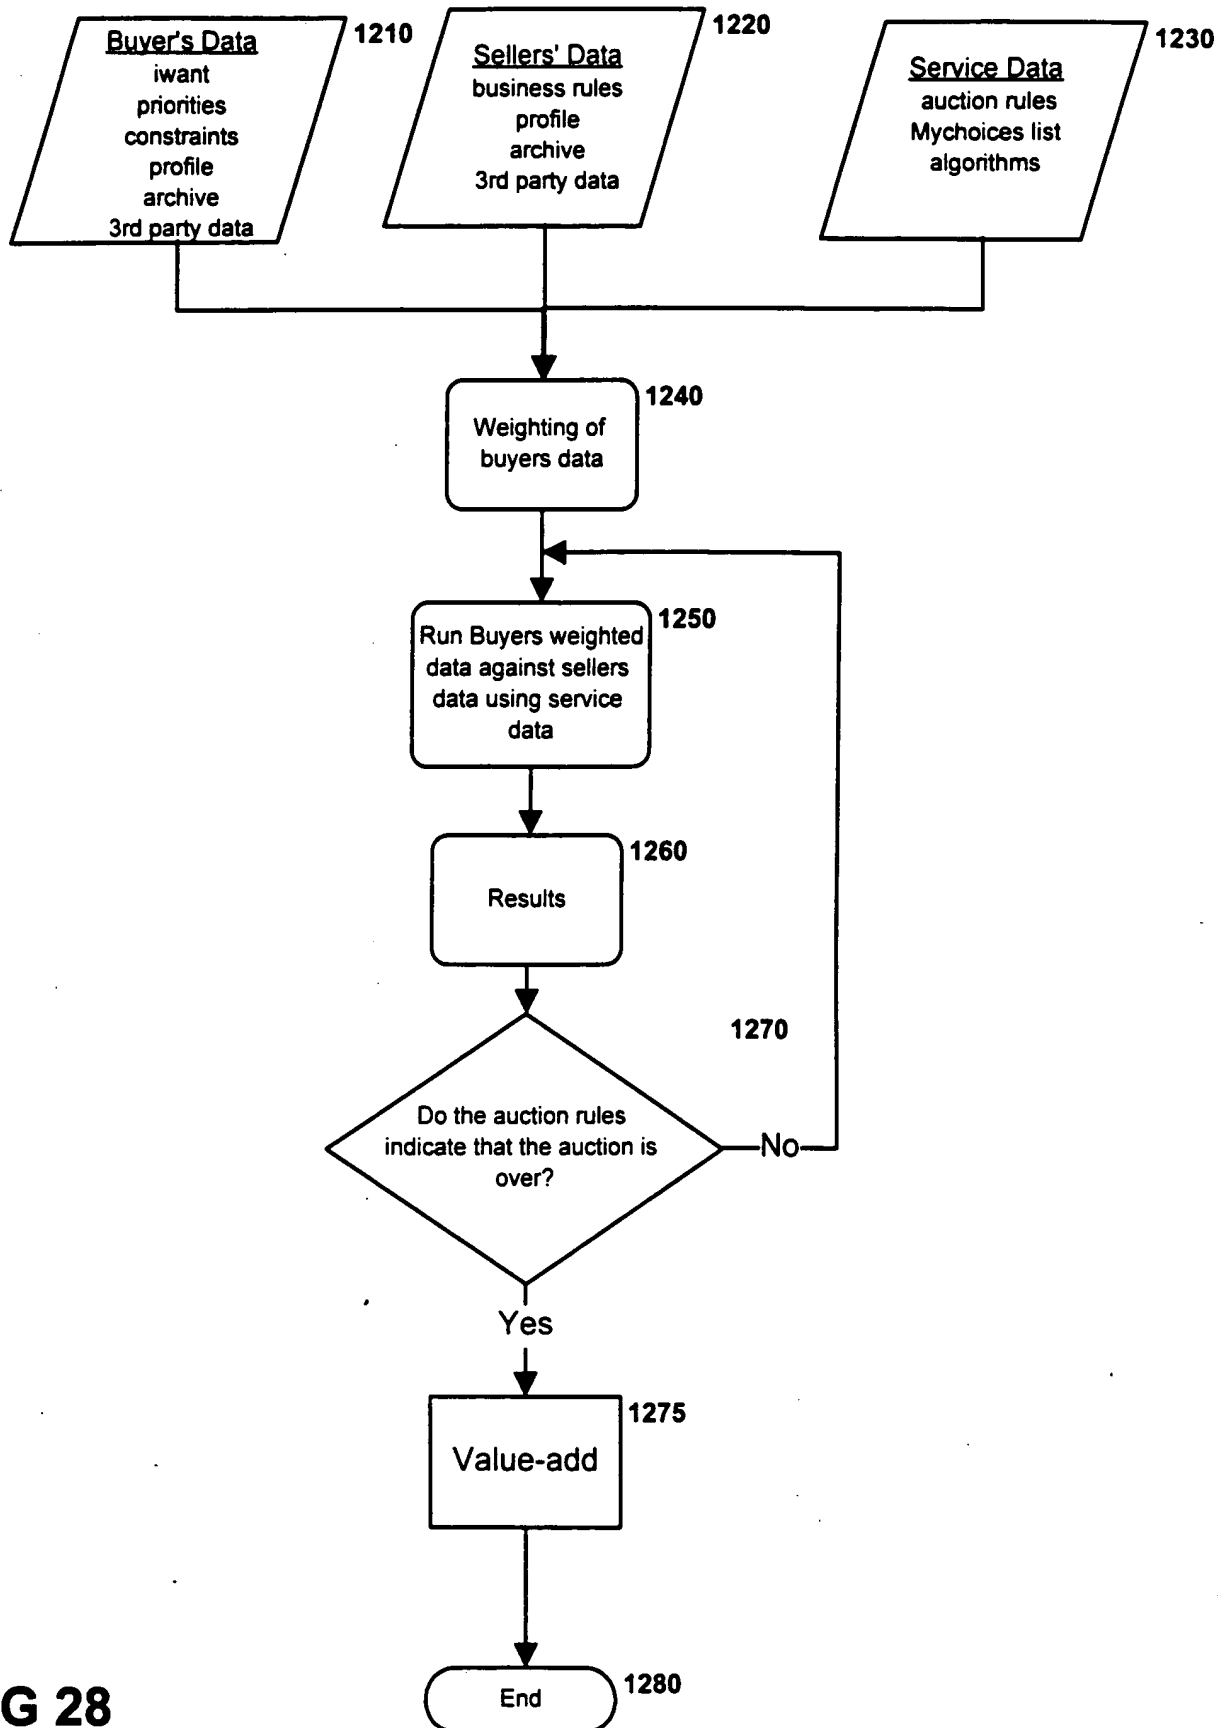 Buyer's Data
iwant
priorities
constraints
profile
archive
3rd party data
1210
Sellers' Data
business rules
profile
archive
3rd party data
1220
Service Data
auction rules
Mychoices list
algorithms
1230
1240
Weighting of
buyers data
1250
Run Buyers weighted
data against sellers
data using service
data
1260
Results
1270
Do the auction rules
indicate that the auction is
over?
No
Yes
1275
Value-add
1280
End
G 28